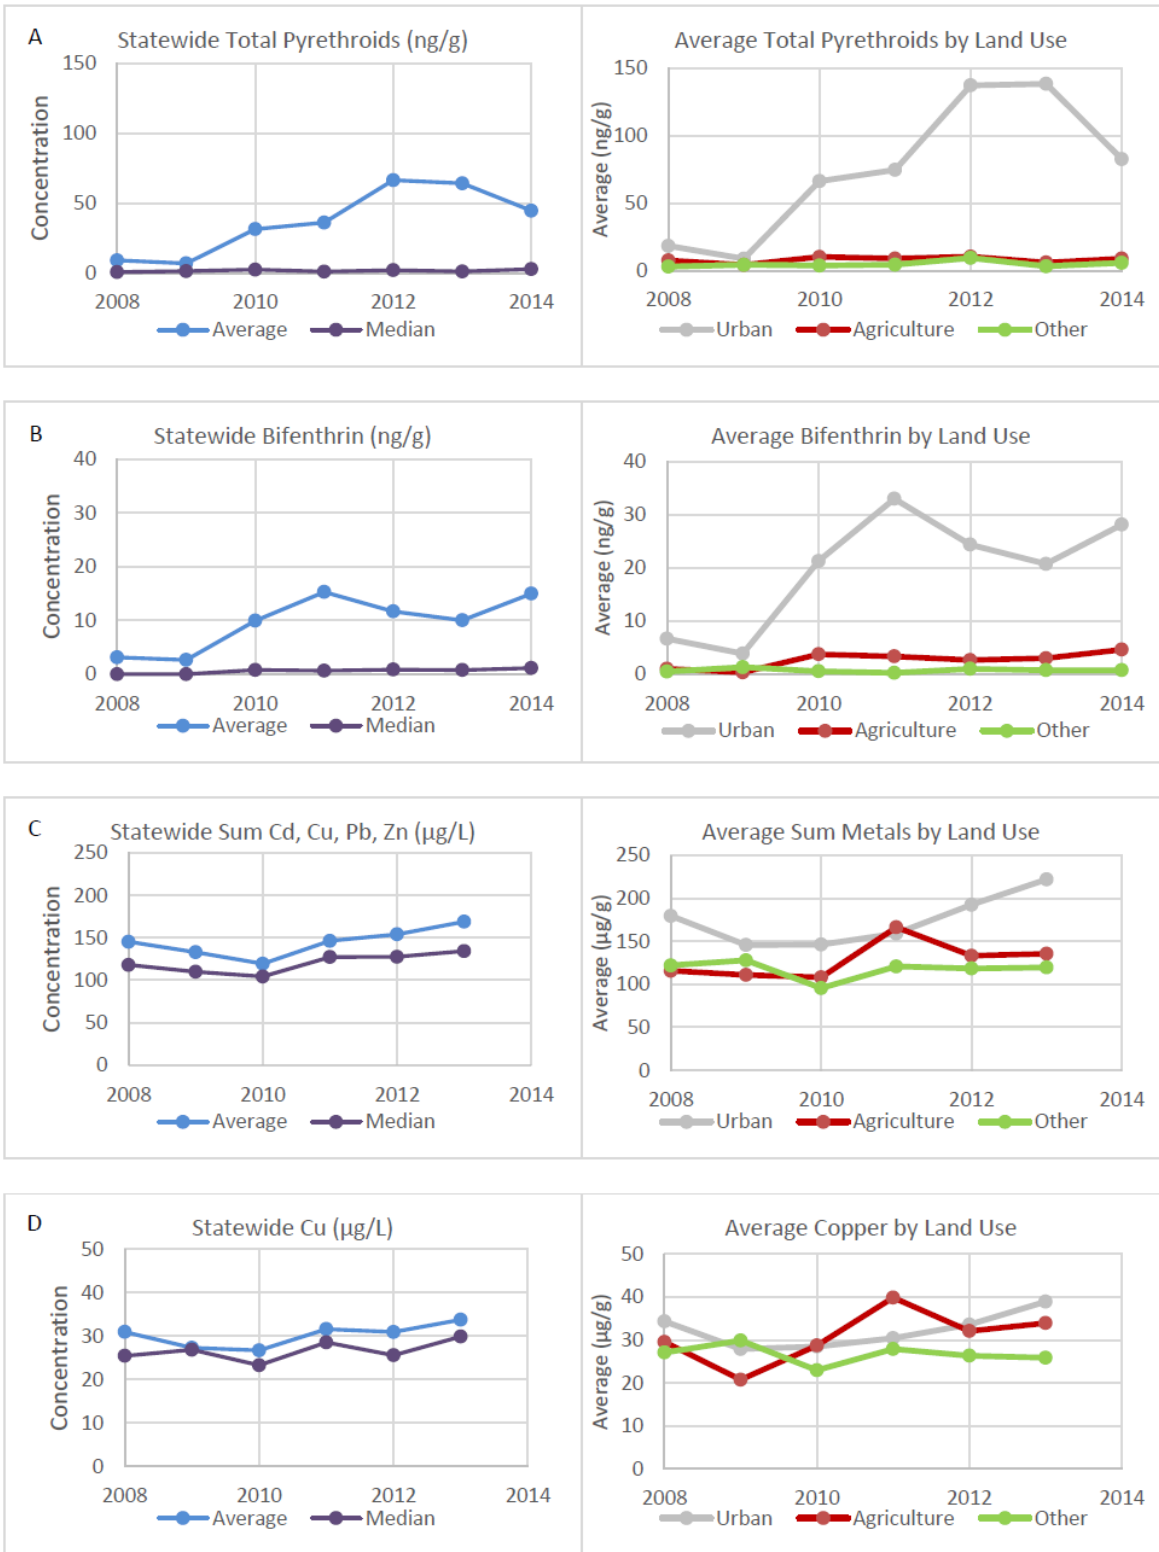 A
Statewide Total Pyrethroids (ng/g)
150
100
50
0
Concentration
2008 2010 2012 2014
Average Median
Average Total Pyrethroids by Land Use
150
100
50
0
Average (ng/g)
2008 2010 2012 2014
Urban Agriculture Other
B
Statewide Bifenthrin (ng/g)
40
30
20
10
0
Concentration
2008 2010 2012 2014
Average Median
Average Bifenthrin by Land Use
40
30
20
10
0
Average (ng/g)
2008 2010 2012 2014
Urban Agriculture Other
C
Statewide Sum Cd, Cu, Pb, Zn (µg/L)
250
200
150
100
50
0
Concentration
2008 2010 2012 2014
Average Median
Average Sum Metals by Land Use
250
200
150
100
50
0
Average (µg/g)
2008 2010 2012 2014
Urban Agriculture Other
D
Statewide Cu (µg/L)
50
40
30
20
10
0
Concentration
2008 2010 2012 2014
Average Median
Average Copper by Land Use
50
40
30
20
10
0
Average (µg/g)
2008 2010 2012 2014
Urban Agriculture Other